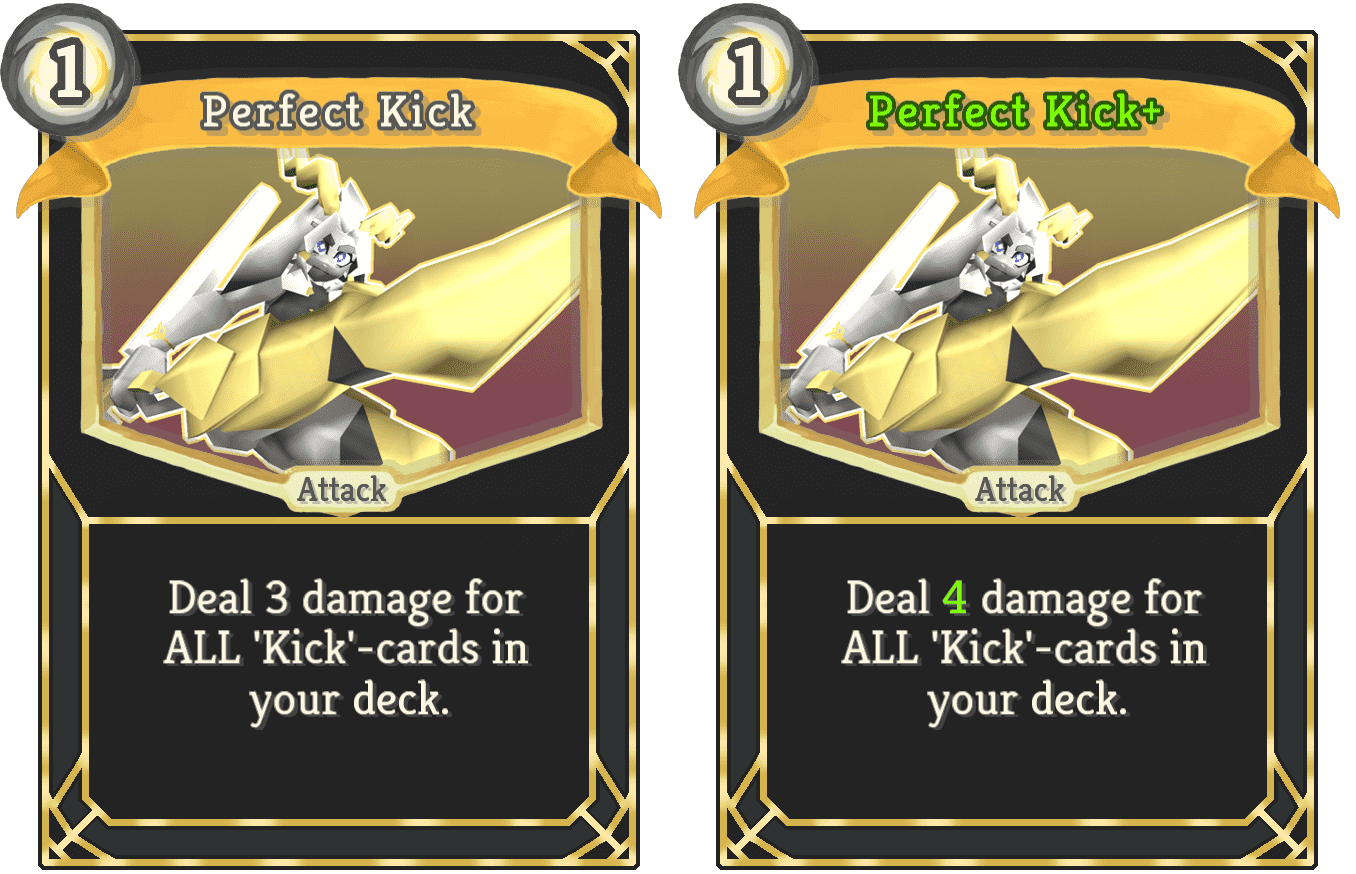 1
Perfect Kick
Attack
Deal 3 damage for
ALL 'Kick'-cards in
your deck.
1
Perfect Kick+
Attack
Deal 4 damage for
ALL 'Kick'-cards in
your deck.